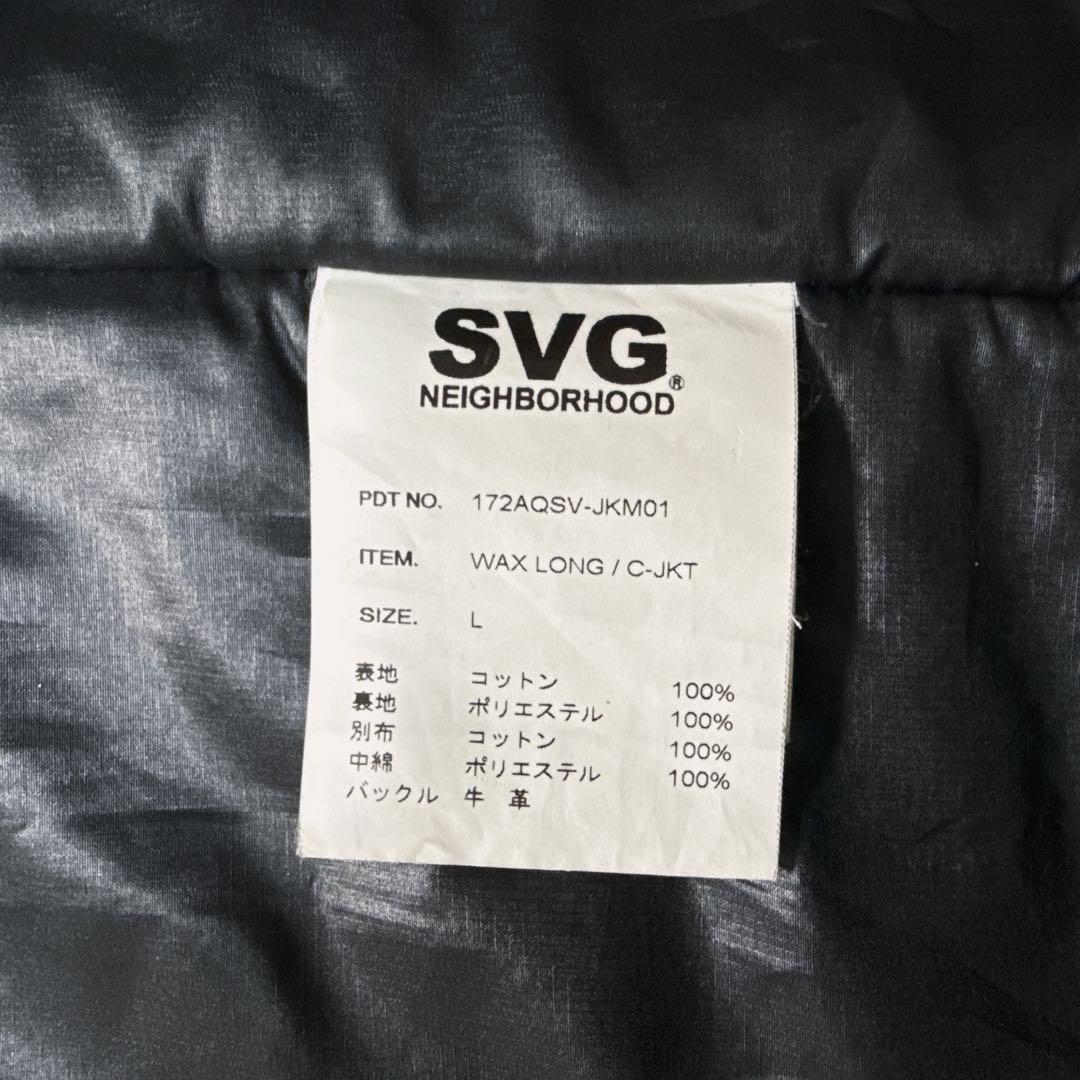 SVG®
NEIGHBORHOOD
PDT NO. 172AQSV-JKM01
ITEM. WAX LONG / C-JKT
SIZE. L
表地 コットン 100%
裏地 ポリエステル 100%
別布 コットン 100%
中綿 ポリエステル 100%
バックル 牛 革